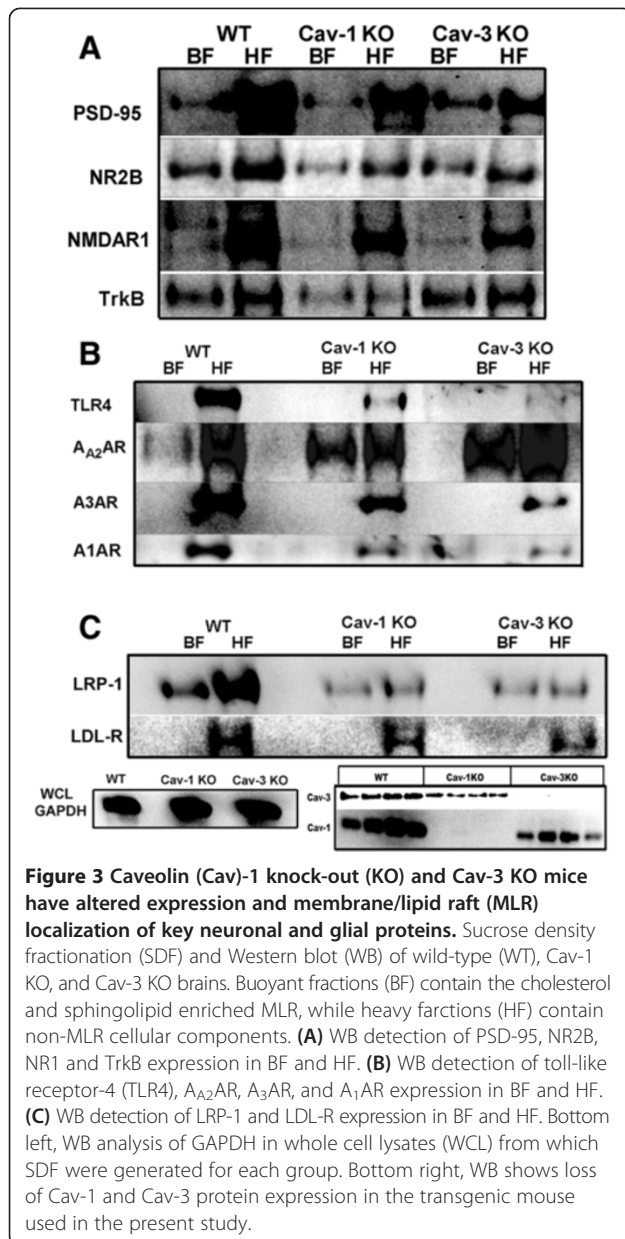 A
WT Cav-1 KO Cav-3 KO
BF HF BF HF BF HF
PSD-95
NR2B
NMDAR1
TrkB
B
WT Cav-1 KO Cav-3 KO
BF HF BF HF BF HF
TLR4
A_A2AR
A3AR
A1AR
C
WT Cav-1 KO Cav-3 KO
BF HF BF HF BF HF
LRP-1
LDL-R
WT Cav-1 KO Cav-3 KO
WCL
GAPDH
WT Cav-1KO Cav-3KO
Cav-3
Cav-1
Figure 3 Caveolin (Cav)-1 knock-out (KO) and Cav-3 KO mice
have altered expression and membrane/lipid raft (MLR)
localization of key neuronal and glial proteins. Sucrose density
fractionation (SDF) and Western blot (WB) of wild-type (WT), Cav-1
KO, and Cav-3 KO brains. Buoyant fractions (BF) contain the cholesterol
and sphingolipid enriched MLR, while heavy farctions (HF) contain
non-MLR cellular components. (A) WB detection of PSD-95, NR2B,
NR1 and TrkB expression in BF and HF. (B) WB detection of toll-like
receptor-4 (TLR4), A_A2AR, A₃AR, and A₁AR expression in BF and HF.
(C) WB detection of LRP-1 and LDL-R expression in BF and HF. Bottom
left, WB analysis of GAPDH in whole cell lysates (WCL) from which
SDF were generated for each group. Bottom right, WB shows loss
of Cav-1 and Cav-3 protein expression in the transgenic mouse
used in the present study.